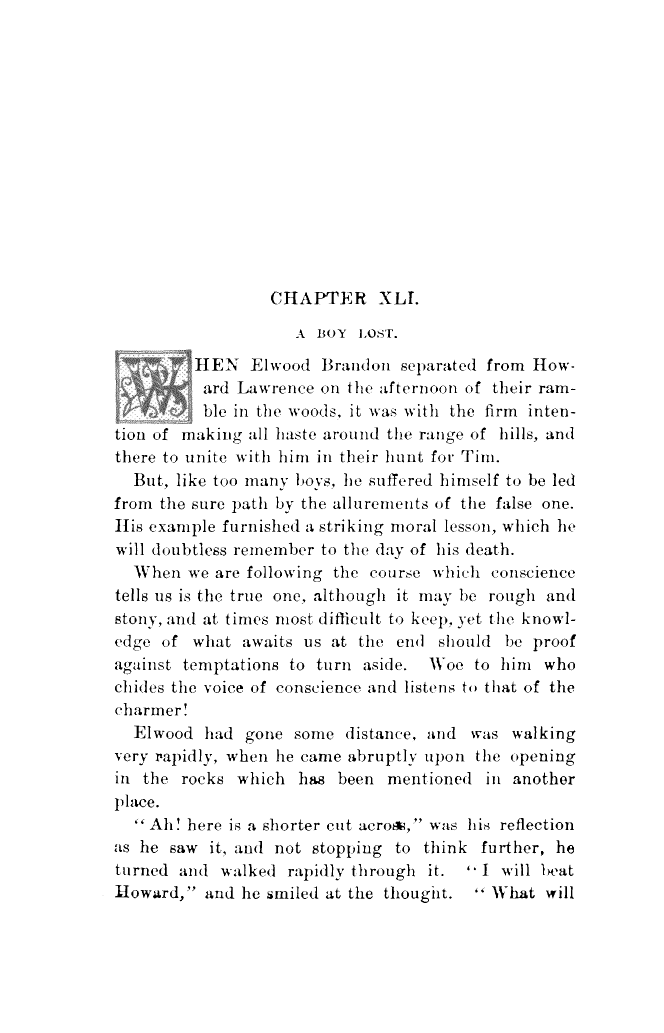 CHAPTER XLI.
A BOY LOST.
WHEN Elwood Brandon separated from How-
ard Lawrence on the afternoon of their ram-
ble in the woods, it was with the firm inten-
tion of making all haste around the range of hills, and
there to unite with him in their hunt for Tim.
But, like too many boys, he suffered himself to be led
from the sure path by the allurements of the false one.
His example furnished a striking moral lesson, which he
will doubtless remember to the day of his death.
When we are following the course which conscience
tells us is the true one, although it may be rough and
stony, and at times most difficult to keep, yet the knowl-
edge of what awaits us at the end should be proof
against temptations to turn aside. Woe to him who
chides the voice of conscience and listens to that of the
charmer!
Elwood had gone some distance, and was walking
very rapidly, when he came abruptly upon the opening
in the rocks which has been mentioned in another
place.
“Ah! here is a shorter cut across,” was his reflection
as he saw it, and not stopping to think further, he
turned and walked rapidly through it. “I will beat
Howard,” and he smiled at the thought. “What will